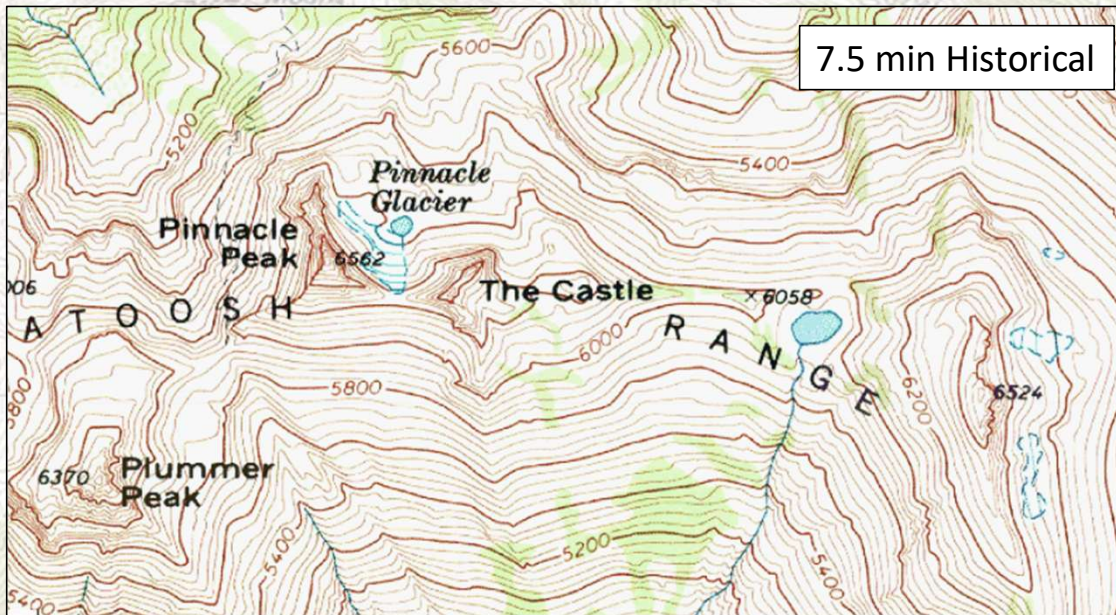 7.5 min Historical
5600
5200
5400
Pinnacle
Glacier
Pinnacle
Peak
6562
The Castle
6058
ATOOSH
RANGE
6000
5800
6200
6524
6370
Plummer
Peak
5400
5200
5400
5400